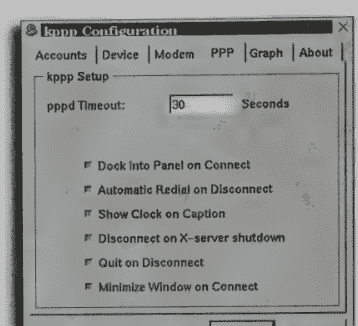 kppp Configuration
Accounts Device Modem PPP Graph About
kppp Setup
pppd Timeout: 30 Seconds
Dock into Panel on Connect
Automatic Redial on Disconnect
Show Clock on Caption
Disconnect on X-server shutdown
Quit on Disconnect
Minimize Window on Connect